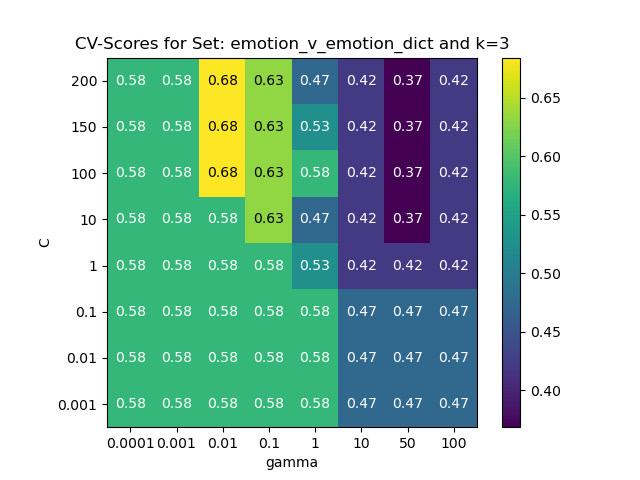 CV-Scores for Set: emotion_v_emotion_dict and k=3
200 0.58 0.58 0.68 0.63 0.47 0.42 0.37 0.42
150 0.58 0.58 0.68 0.63 0.53 0.42 0.37 0.42
100 0.58 0.58 0.68 0.63 0.58 0.42 0.37 0.42
10 0.58 0.58 0.58 0.63 0.47 0.42 0.37 0.42
C
1 0.58 0.58 0.58 0.58 0.53 0.42 0.42 0.42
0.1 0.58 0.58 0.58 0.58 0.58 0.47 0.47 0.47
0.01 0.58 0.58 0.58 0.58 0.58 0.47 0.47 0.47
0.001 0.58 0.58 0.58 0.58 0.58 0.47 0.47 0.47
0.0001 0.001 0.01 0.1 1 10 50 100
gamma
0.65
0.60
0.55
0.50
0.45
0.40